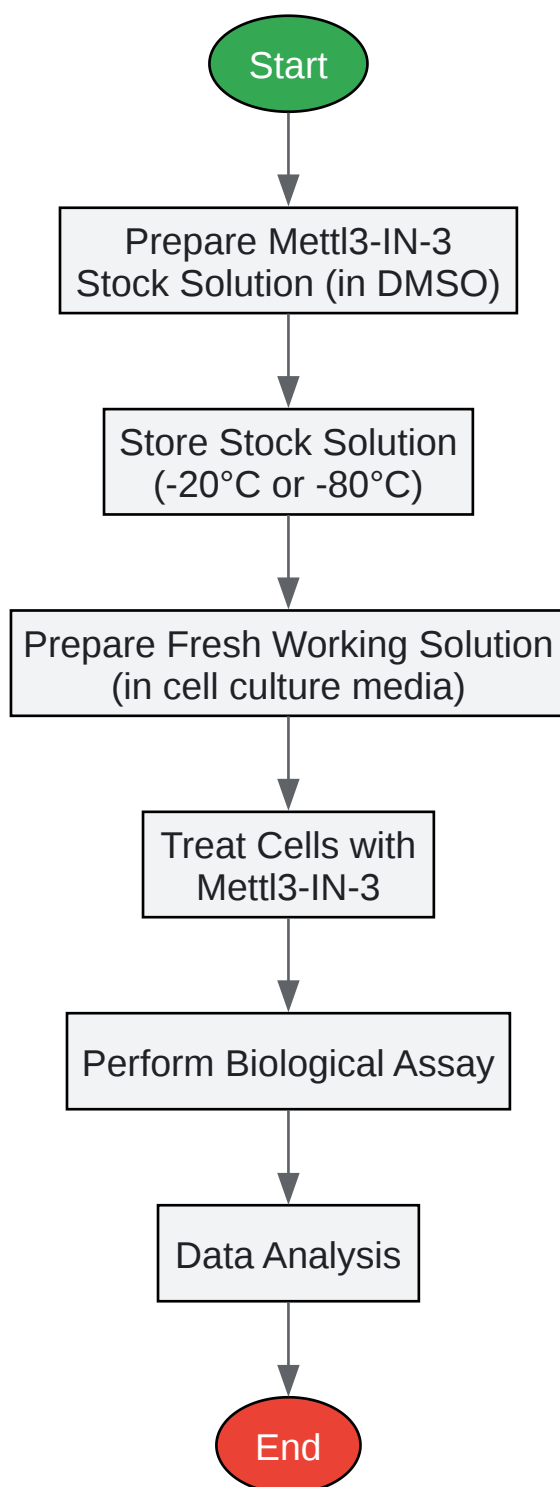 Start
Prepare Mettl3-IN-3
Stock Solution (in DMSO)
Store Stock Solution
(-20°C or -80°C)
Prepare Fresh Working Solution
(in cell culture media)
Treat Cells with
Mettl3-IN-3
Perform Biological Assay
Data Analysis
End